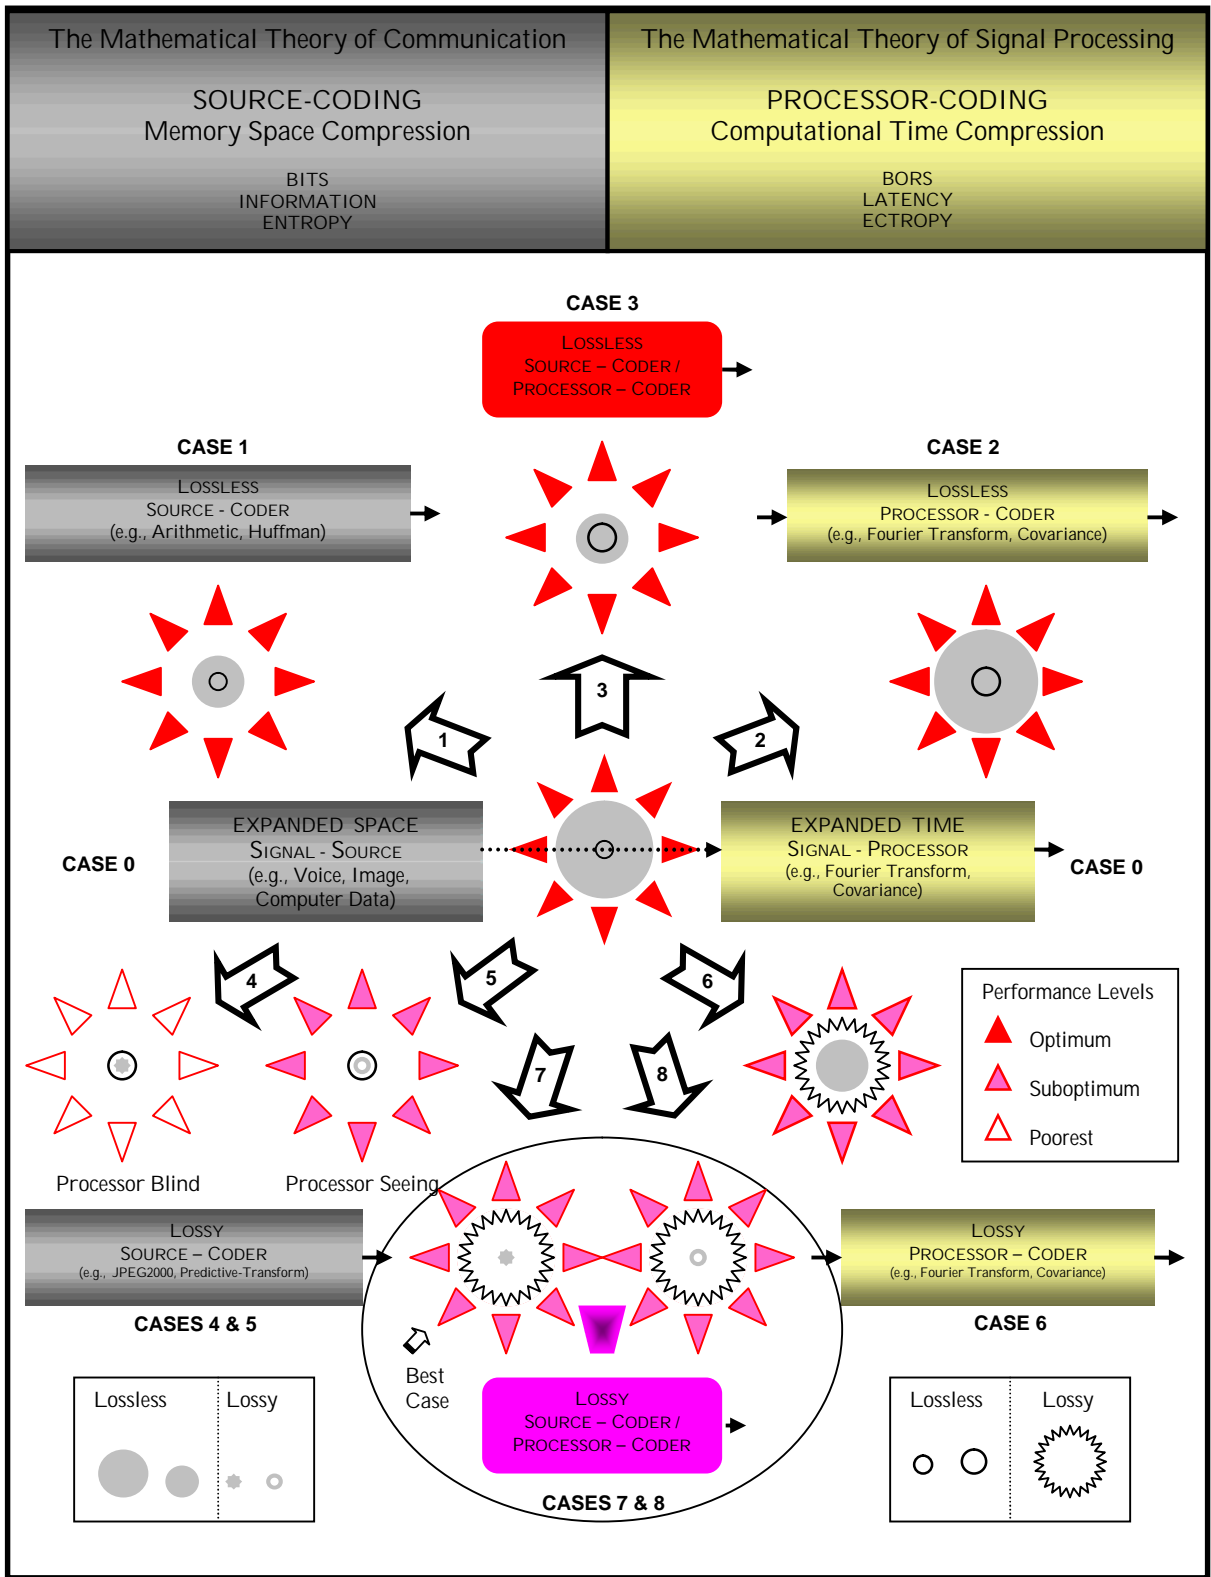 The Mathematical Theory of Communication
SOURCE-CODING
Memory Space Compression
BITS
INFORMATION
ENTROPY
The Mathematical Theory of Signal Processing
PROCESSOR-CODING
Computational Time Compression
BORS
LATENCY
ECTROPY
CASE 3
LOSSLESS
SOURCE – CODER /
PROCESSOR – CODER
CASE 1
LOSSLESS
SOURCE - CODER
(e.g., Arithmetic, Huffman)
CASE 2
LOSSLESS
PROCESSOR - CODER
(e.g., Fourier Transform, Covariance)
3
1
2
CASE 0
EXPANDED SPACE
SIGNAL - SOURCE
(e.g., Voice, Image,
Computer Data)
EXPANDED TIME
SIGNAL - PROCESSOR
(e.g., Fourier Transform,
Covariance)
CASE 0
4
5
6
7
8
Performance Levels
Optimum
Suboptimum
Poorest
Processor Blind
Processor Seeing
LOSSY
SOURCE – CODER
(e.g., JPEG2000, Predictive-Transform)
CASES 4 & 5
LOSSY
PROCESSOR – CODER
(e.g., Fourier Transform, Covariance)
CASE 6
Best
Case
LOSSY
SOURCE – CODER /
PROCESSOR – CODER
CASES 7 & 8
Lossless
Lossy
Lossless
Lossy